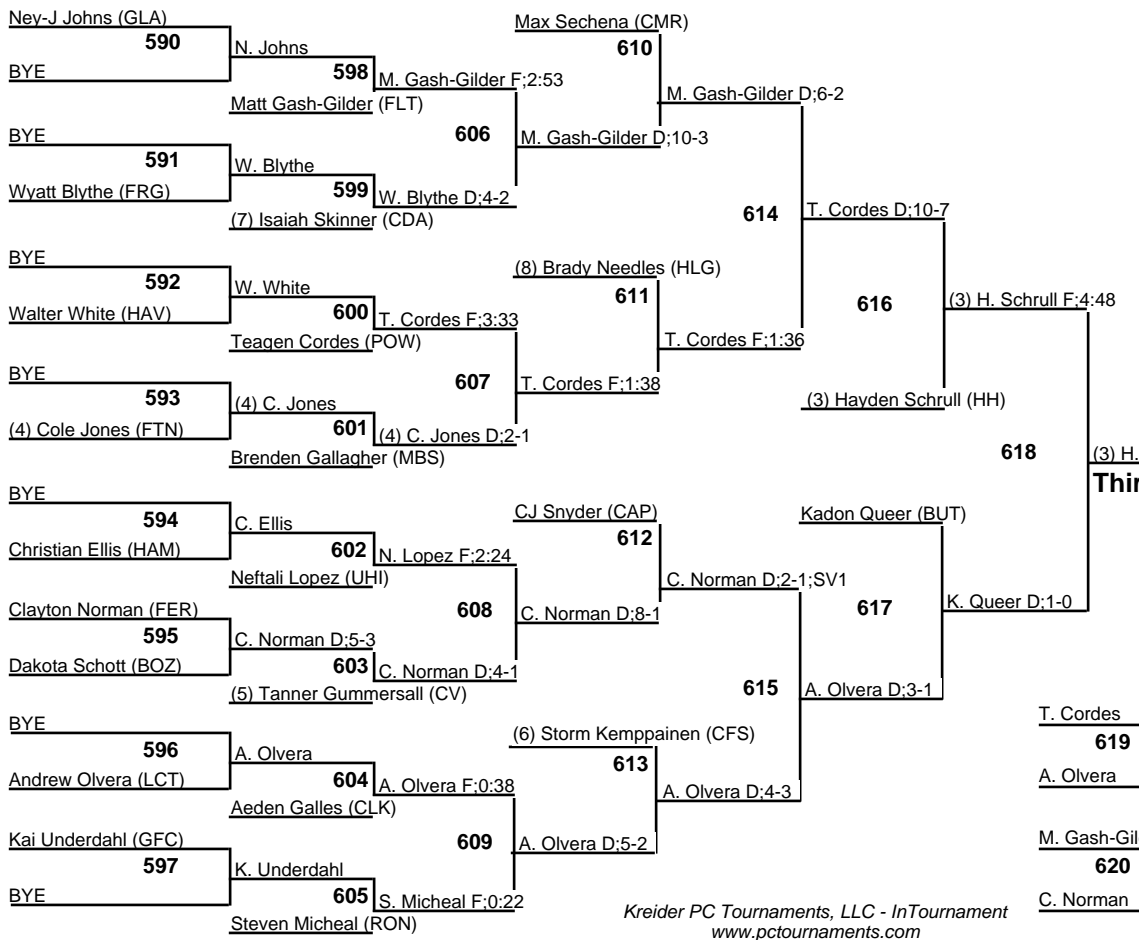 Ney-J Johns (GLA)
590
BYE
N. Johns
598
Matt Gash-Gilder (FLT)
M. Gash-Gilder F;2:53
BYE
591
Wyatt Blythe (FRG)
W. Blythe
599
(7) Isaiah Skinner (CDA)
W. Blythe D;4-2
606
M. Gash-Gilder D;10-3
Max Sechena (CMR)
610
M. Gash-Gilder D;6-2
BYE
592
Walter White (HAV)
W. White
600
Teagen Cordes (POW)
T. Cordes F;3:33
BYE
593
(4) Cole Jones (FTN)
(4) C. Jones
601
Brenden Gallagher (MBS)
(4) C. Jones D;2-1
607
T. Cordes F;1:38
(8) Brady Needles (HLG)
611
T. Cordes F;1:36
614
T. Cordes D;10-7
616
(3) Hayden Schrull (HH)
(3) H. Schrull F;4:48
BYE
594
Christian Ellis (HAM)
C. Ellis
602
Neftali Lopez (UHI)
N. Lopez F;2:24
Clayton Norman (FER)
595
Dakota Schott (BOZ)
C. Norman D;5-3
603
(5) Tanner Gummersall (CV)
C. Norman D;4-1
608
C. Norman D;8-1
CJ Snyder (CAP)
612
C. Norman D;2-1;SV1
BYE
596
Andrew Olvera (LCT)
A. Olvera
604
Aeden Galles (CLK)
A. Olvera F;0:38
Kai Underdahl (GFC)
597
BYE
K. Underdahl
605
Steven Micheal (RON)
S. Micheal F;0:22
609
A. Olvera D;5-2
(6) Storm Kemppainen (CFS)
613
A. Olvera D;4-3
615
A. Olvera D;3-1
Kadon Queer (BUT)
617
K. Queer D;1-0
618
(3) H.
Thir
T. Cordes
619
A. Olvera
M. Gash-Gil
620
C. Norman
Kreider PC Tournaments, LLC - InTournament
www.pctournaments.com